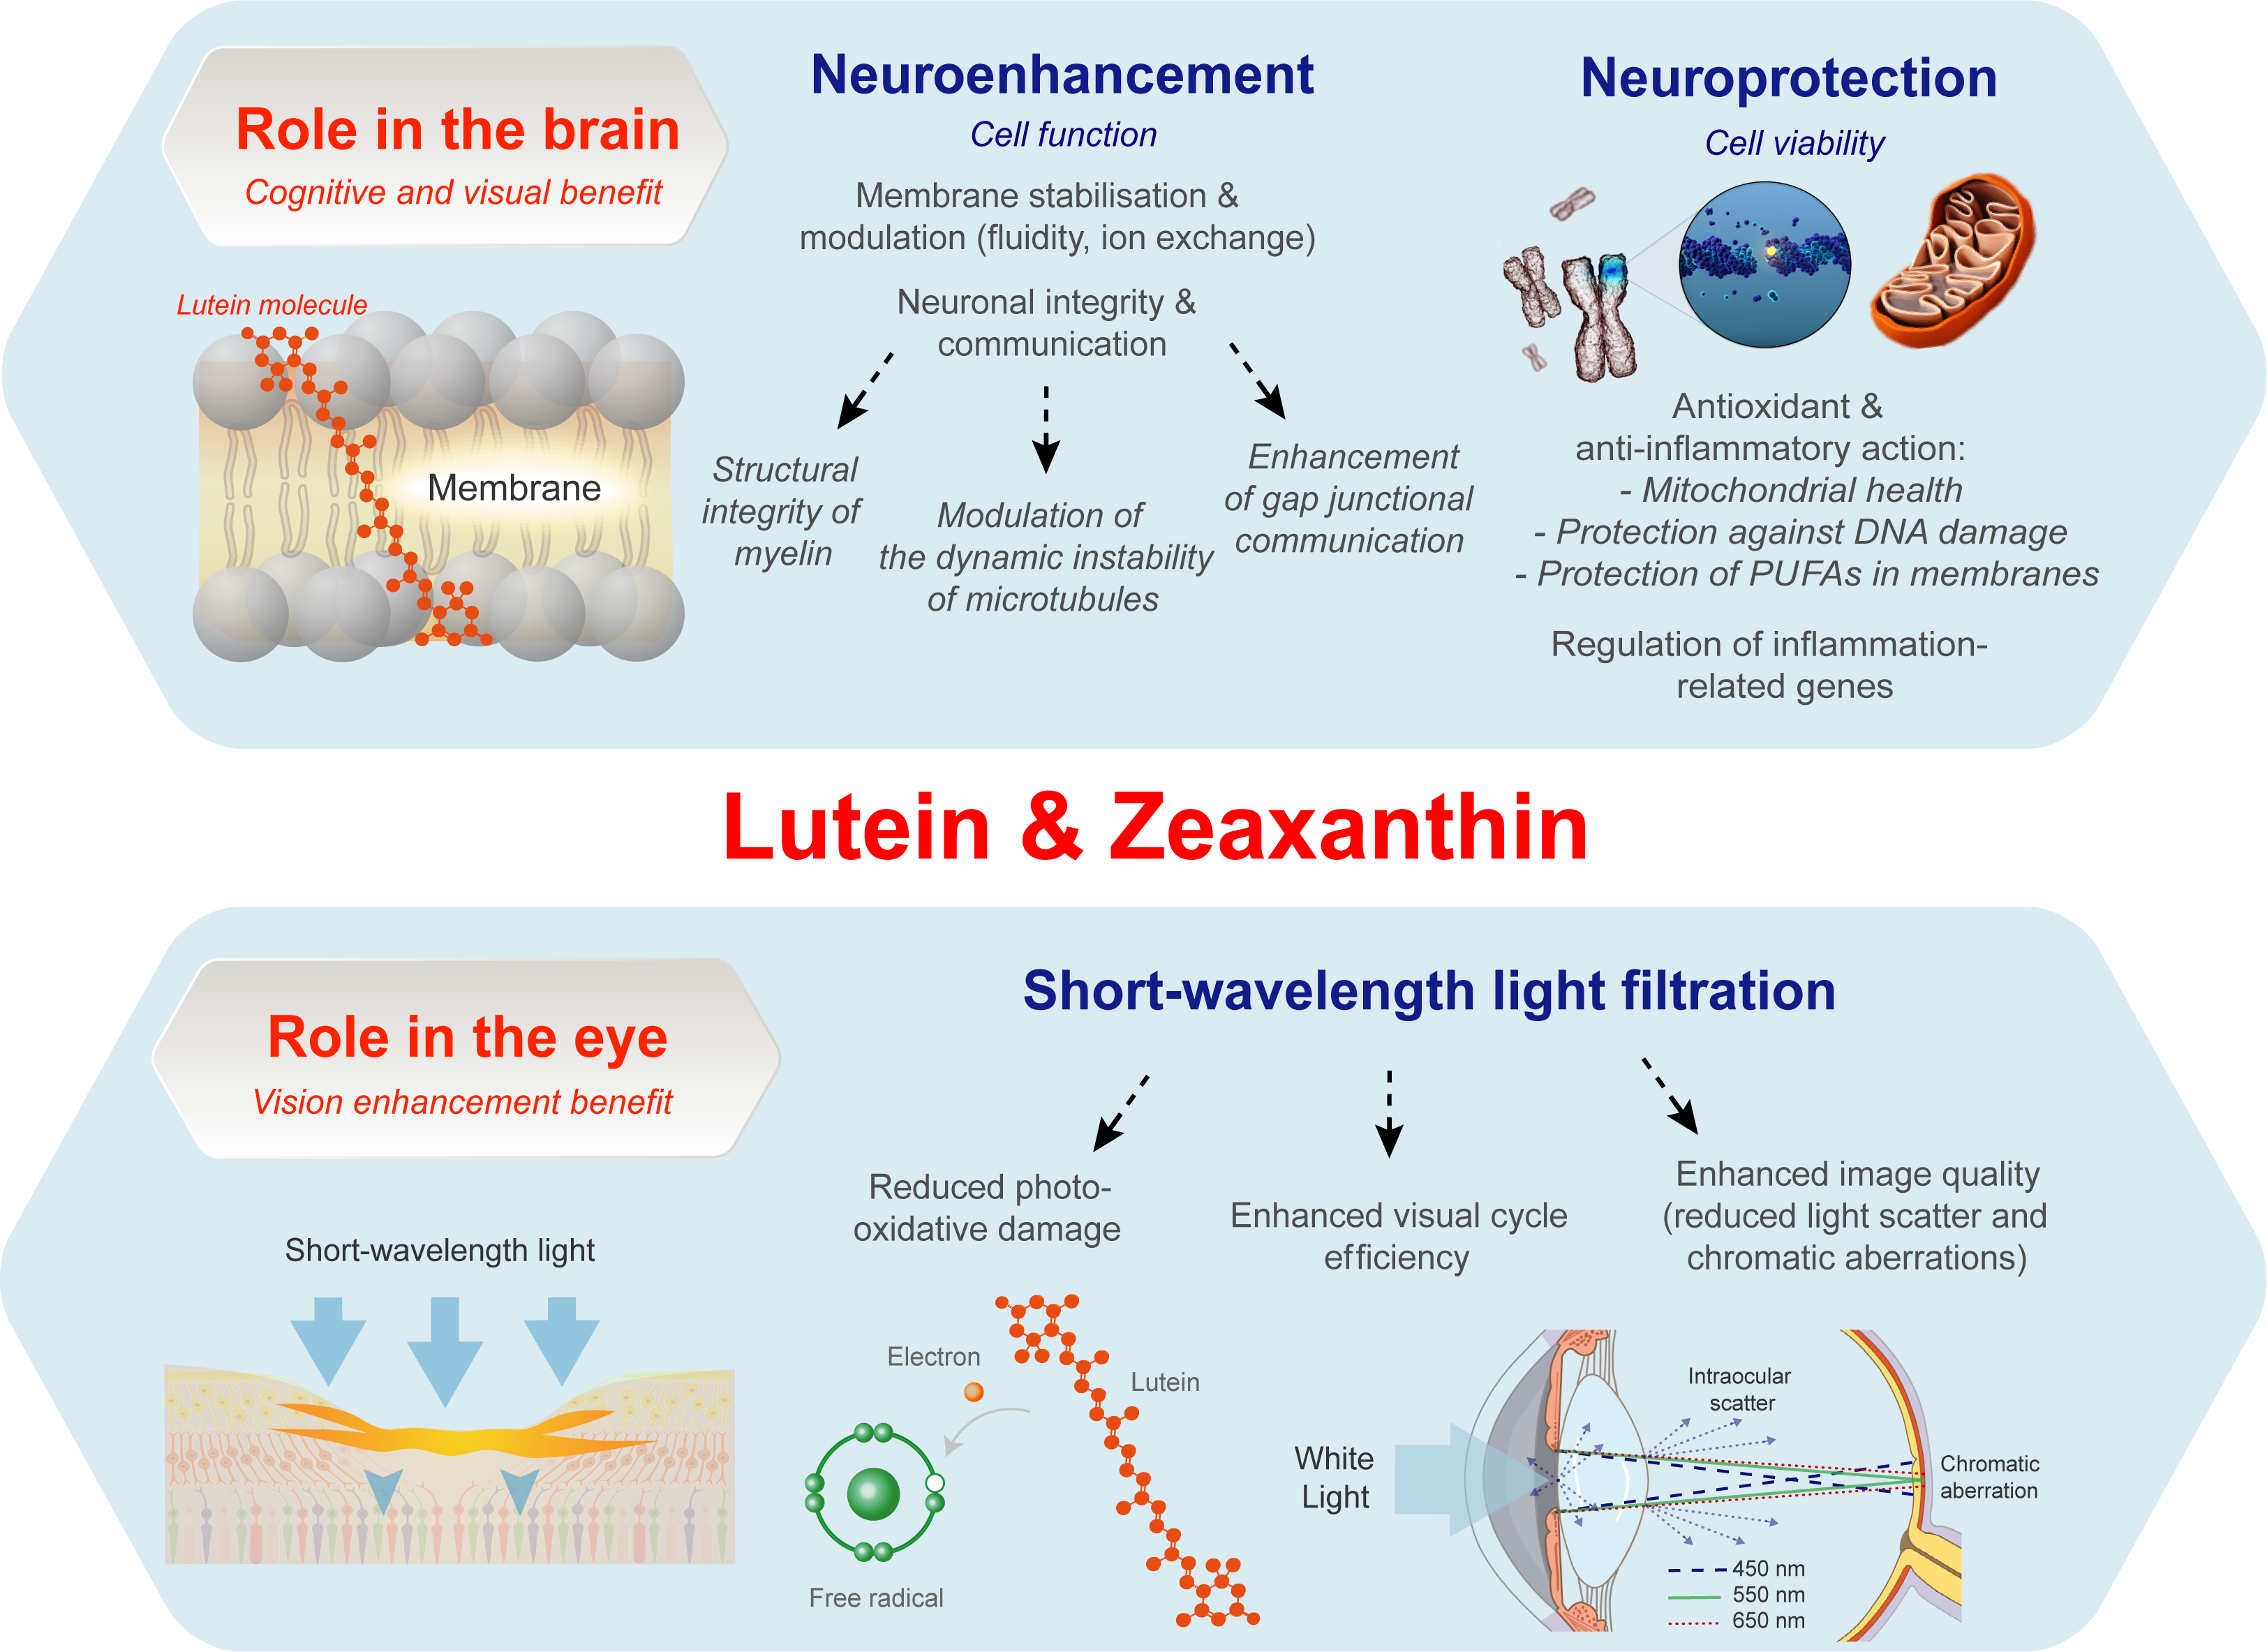 Role in the brain
Cognitive and visual benefit
Lutein molecule
Membrane
Neuroenhancement
Cell function
Membrane stabilisation &
modulation (fluidity, ion exchange)
Neuronal integrity &
communication
Structural
integrity of
myelin
Modulation of
the dynamic instability
of microtubules
Enhancement
of gap junctional
communication
Neuroprotection
Cell viability
Antioxidant &
anti-inflammatory action:
- Mitochondrial health
- Protection against DNA damage
- Protection of PUFAs in membranes
Regulation of inflammation-
related genes
Lutein & Zeaxanthin
Role in the eye
Vision enhancement benefit
Short-wavelength light
Short-wavelength light filtration
Reduced photo-
oxidative damage
Enhanced visual cycle
efficiency
Enhanced image quality
(reduced light scatter and
chromatic aberrations)
Electron
Lutein
Free radical
White
Light
Intraocular
scatter
Chromatic
aberration
450 nm
550 nm
650 nm